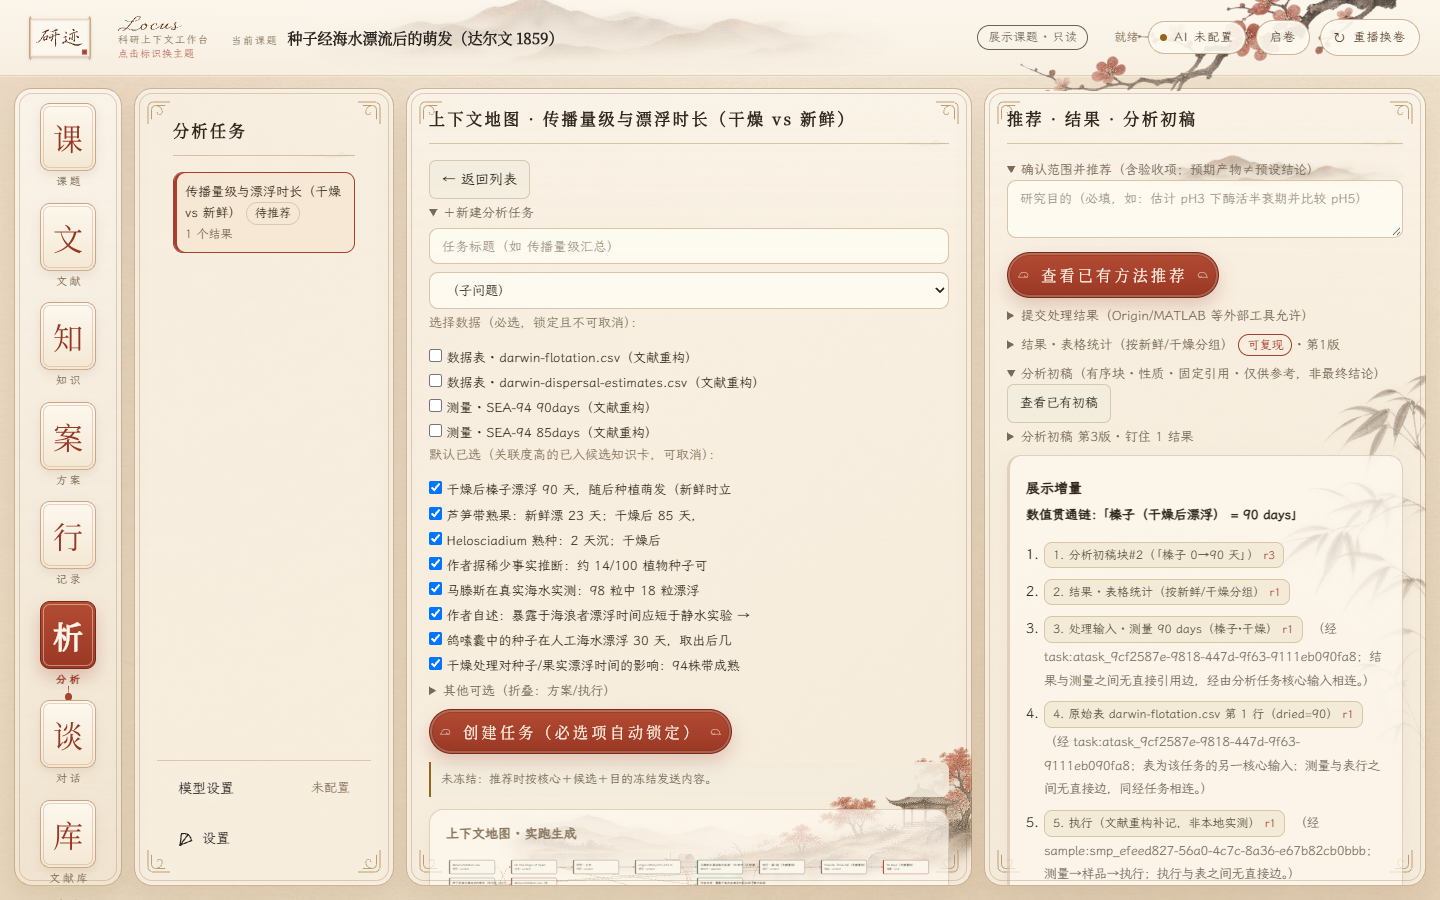 研迹
Locus
科研上下文工作台
点击标识换主题
当前课题 种子经海水漂流后的萌发（达尔文 1859）
展示课题・只读
就绪
AI 未配置
启卷
↻ 重播换卷
课
课题
文
文献
知
知识
案
方案
行
记录
析
分析
谈
对话
库
文献库
分析任务
传播量级与漂浮时长（干燥
vs 新鲜） 待推荐
1 个结果
模型设置 未配置
设置
上下文地图 · 传播量级与漂浮时长（干燥 vs 新鲜）
← 返回列表
▼ ＋新建分析任务
任务标题（如 传播量级汇总）
（子问题）
选择数据（必选，锁定且不可取消）：
数据表・darwin-flotation.csv（文献重构）
数据表・darwin-dispersal-estimates.csv（文献重构）
测量・SEA-94 90days（文献重构）
测量・SEA-94 85days（文献重构）
默认已选（关联度高的已入候选知识卡，可取消）：
干燥后榛子漂浮 90 天，随后种植萌发（新鲜时立
芦笋带熟果：新鲜漂 23 天；干燥后 85 天，
Helosciadium 熟种：2 天沉；干燥后
作者据稀少事实推断：约 14/100 植物种子可
马滕斯在真实海水实测：98 粒中 18 粒漂浮
作者自述：暴露于海浪者漂浮时间应短于静水实验 →
鸽嗉囊中的种子在人工海水漂浮 30 天，取出后几
干燥处理对种子/果实漂浮时间的影响：94株带成熟
▶ 其他可选（折叠：方案/执行）
创建任务（必选项自动锁定）
未冻结：推荐时按核心＋候选＋目的冻结发送内容。
上下文地图・实跑生成
推荐 · 结果 · 分析初稿
▼ 确认范围并推荐（含验收项；预期产物≠预设结论）
研究目的（必填，如：估计 pH3 下酶活半衰期并比较 pH5）
查看已有方法推荐
▶ 提交处理结果（Origin/MATLAB 等外部工具允许）
▶ 结果・表格统计（按新鲜/干燥分组） 可复现 ・第1版
▼ 分析初稿（有序块・性质・固定引用・仅供参考，非最终结论）
查看已有初稿
▶ 分析初稿 第3版・钉住 1 结果
展示增量
数值贯通链：「榛子（干燥后漂浮） = 90 days」
1. 1. 分析初稿块#2（「榛子 0→90 天」） r3
2. 2. 结果・表格统计（按新鲜/干燥分组） r1
3. 3. 处理输入・测量 90 days（榛子·干燥） r1 （经
task:atask_9cf2587e-9818-447d-9f63-9111eb090fa8；结
果与测量之间无直接引用边，经由分析任务核心输入相连。）
4. 4. 原始表 darwin-flotation.csv 第 1 行（dried=90） r1
（经 task:atask_9cf2587e-9818-447d-9f63-
9111eb090fa8；表为该任务的另一核心输入；测量与表行之
间无直接边，同经任务相连。）
5. 5. 执行（文献重构补记，非本地实测） r1 （经
sample:smp_efeed827-56a0-4c7c-8a36-e67b82cb0bbb；
测量→样品→执行；执行与表之间无直接边。）